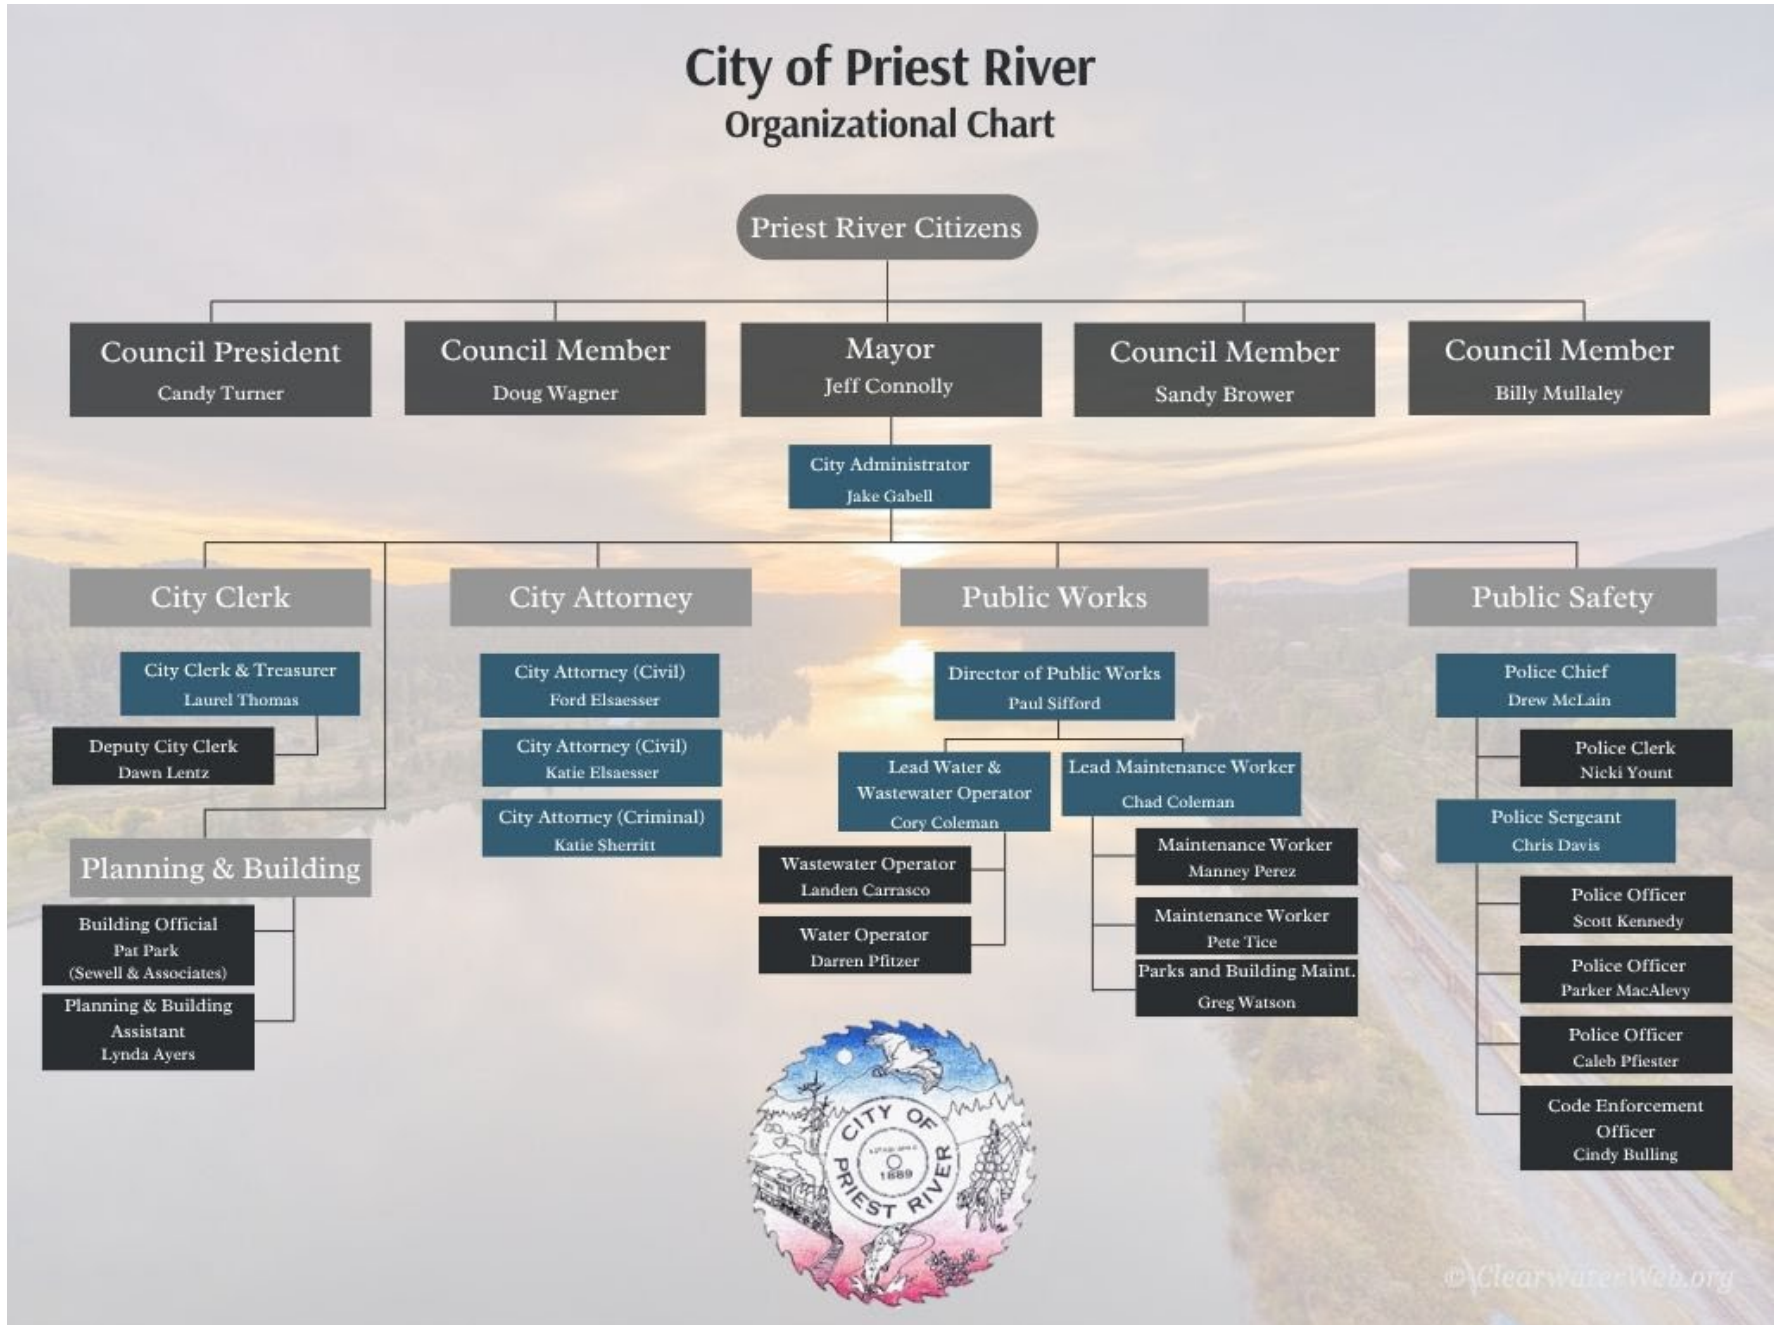 City of Priest River
Organizational Chart
Priest River Citizens
Council President
Candy Turner
Council Member
Doug Wagner
Mayor
Jeff Connolly
Council Member
Sandy Brower
Council Member
Billy Mullaley
City Administrator
Jake Gabell
City Clerk
City Clerk & Treasurer
Laurel Thomas
Deputy City Clerk
Dawn Lentz
Planning & Building
Building Official
Pat Park
(Sewell & Associates)
Planning & Building
Assistant
Lynda Ayers
City Attorney
City Attorney (Civil)
Ford Elsaesser
City Attorney (Civil)
Katie Elsaesser
City Attorney (Criminal)
Katie Sherritt
Public Works
Director of Public Works
Paul Sifford
Lead Water &
Wastewater Operator
Cory Coleman
Wastewater Operator
Landen Carrasco
Water Operator
Darren Pfitzer
Lead Maintenance Worker
Chad Coleman
Maintenance Worker
Manney Perez
Maintenance Worker
Pete Tice
Parks and Building Maint.
Greg Watson
Public Safety
Police Chief
Drew McLain
Police Clerk
Nicki Yount
Police Sergeant
Chris Davis
Police Officer
Scott Kennedy
Police Officer
Parker MacAlevy
Police Officer
Caleb Pfiester
Code Enforcement
Officer
Cindy Bulling
CITY OF
PRIEST RIVER
1889
©\ClearwaterWeb.org